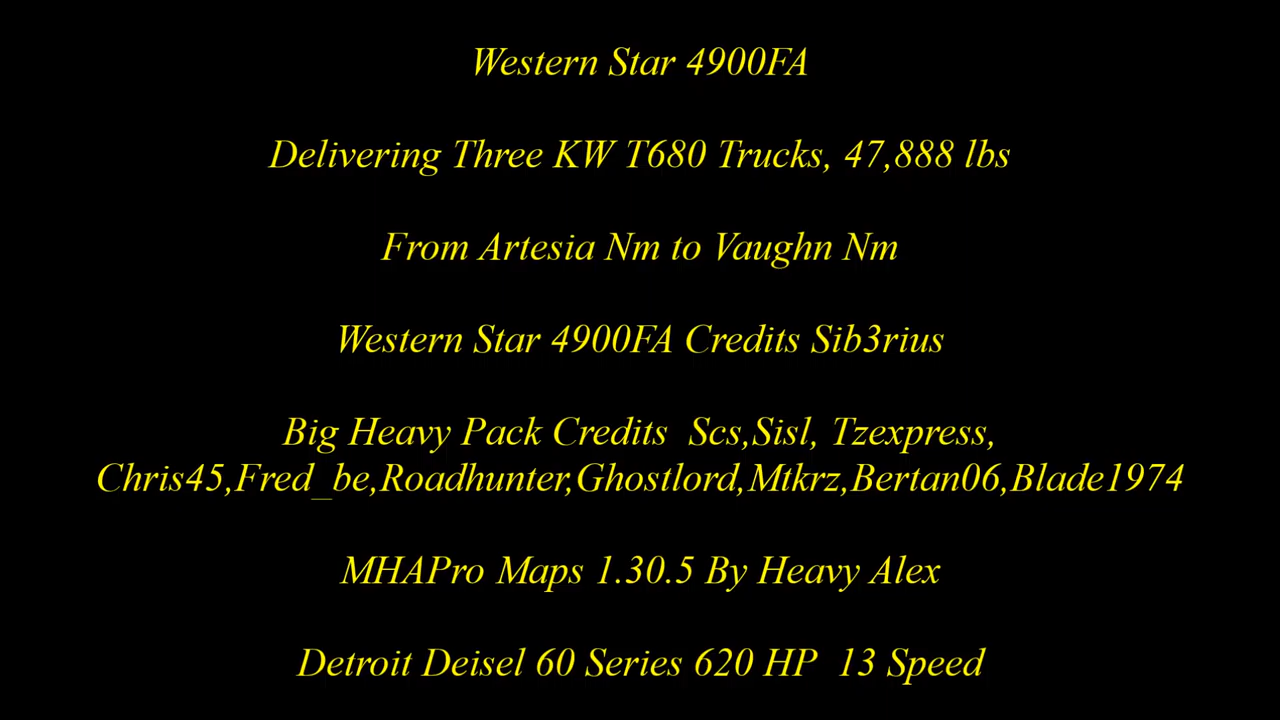 Western Star 4900FA
Delivering Three KW T680 Trucks, 47,888 lbs
From Artesia Nm to Vaughn Nm
Western Star 4900FA Credits Sib3rius
Big Heavy Pack Credits  Scs,Sisl, Tzexpress,
Chris45,Fred_be,Roadhunter,Ghostlord,Mtkrz,Bertan06,Blade1974
MHAPro Maps 1.30.5 By Heavy Alex
Detroit Deisel 60 Series 620 HP  13 Speed